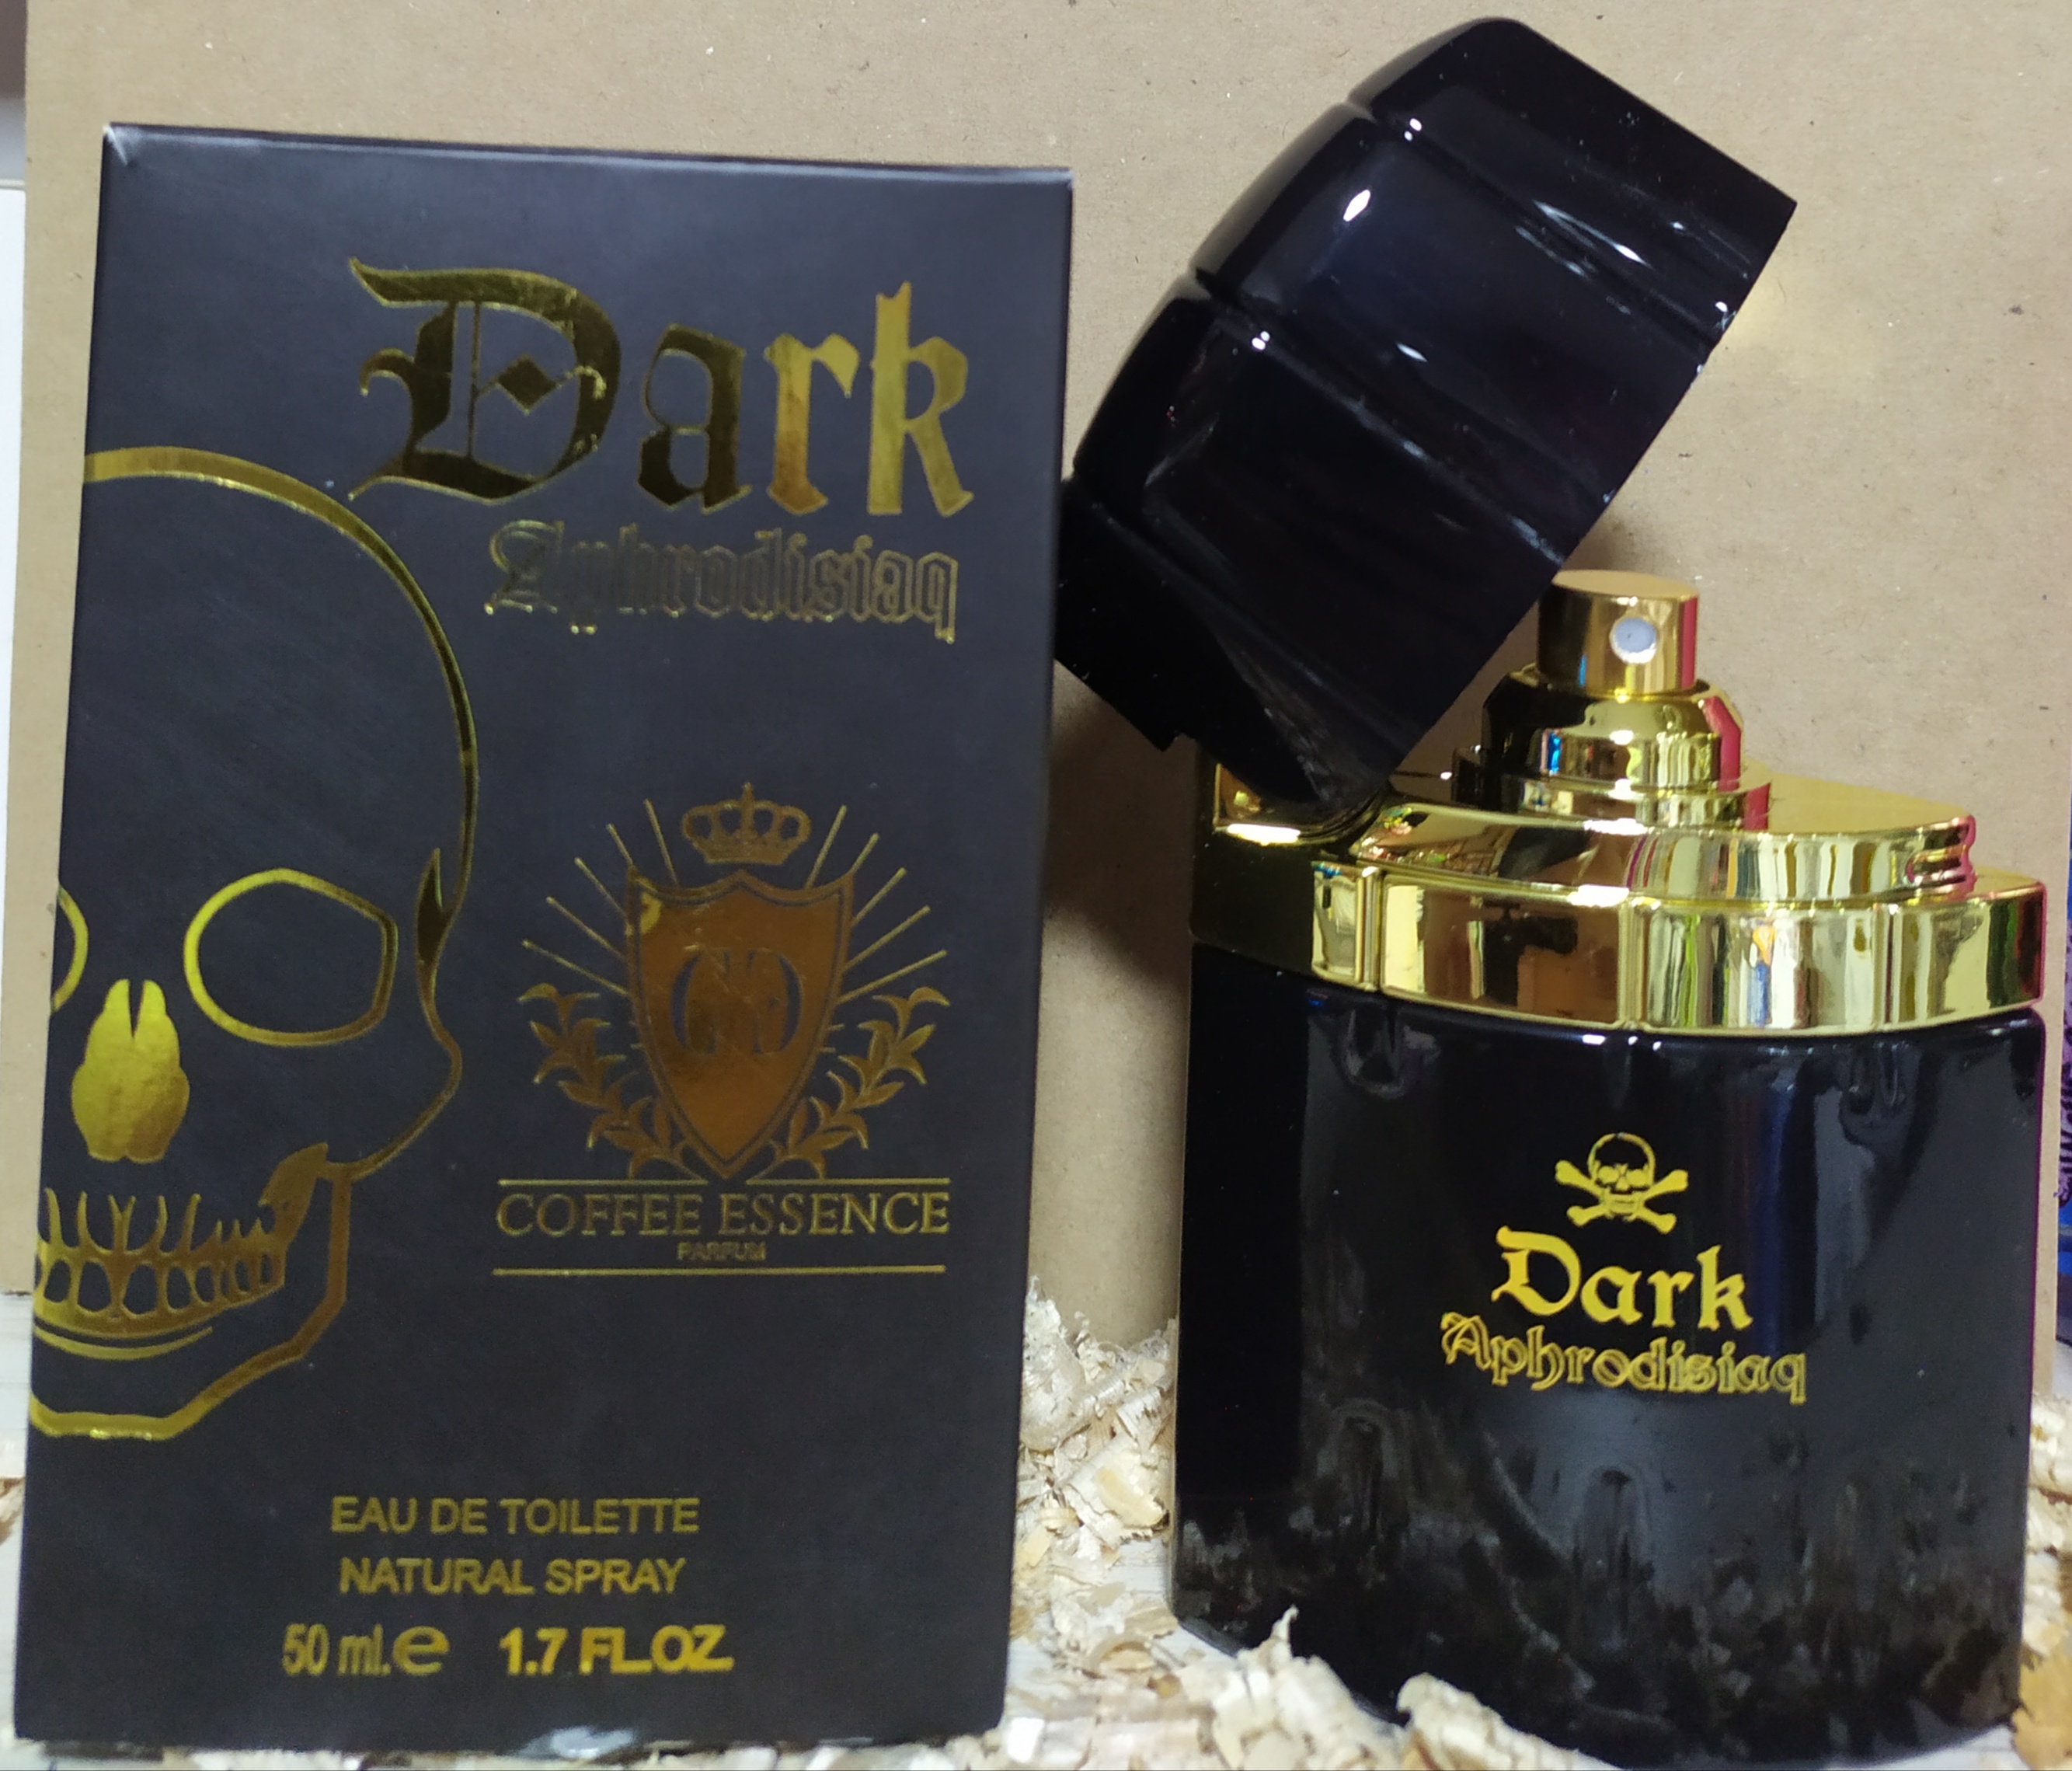 Dark
Aphrodisiaq
COFFEE ESSENCE
PARFUM
EAU DE TOILETTE
NATURAL SPRAY
50 ml.e 1.7 FL.OZ.
Dark
Aphrodisiaq